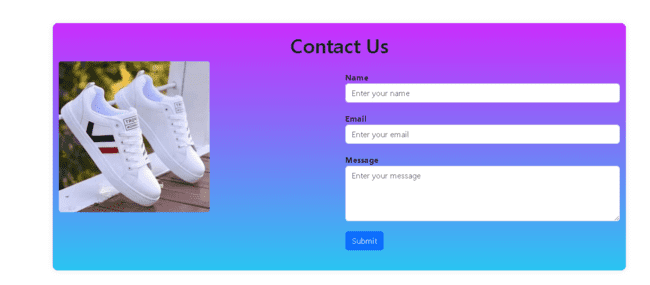 Contact Us
Name
Enter your name
Email
Enter your email
Message
Enter your message
Submit